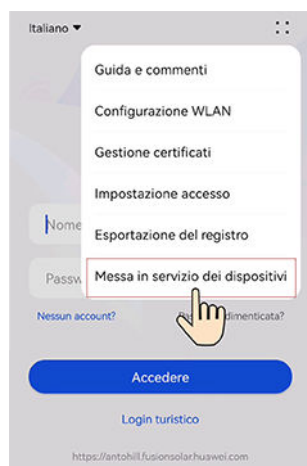 Italiano
Guida e commenti
Configurazione WLAN
Gestione certificati
Impostazione accesso
Esportazione del registro
Nome
Messa in servizio dei dispositivi
Passw
Nessun account?
dimenticata?
Accedere
Login turistico
https://antohill.fusionsolar.huawei.com